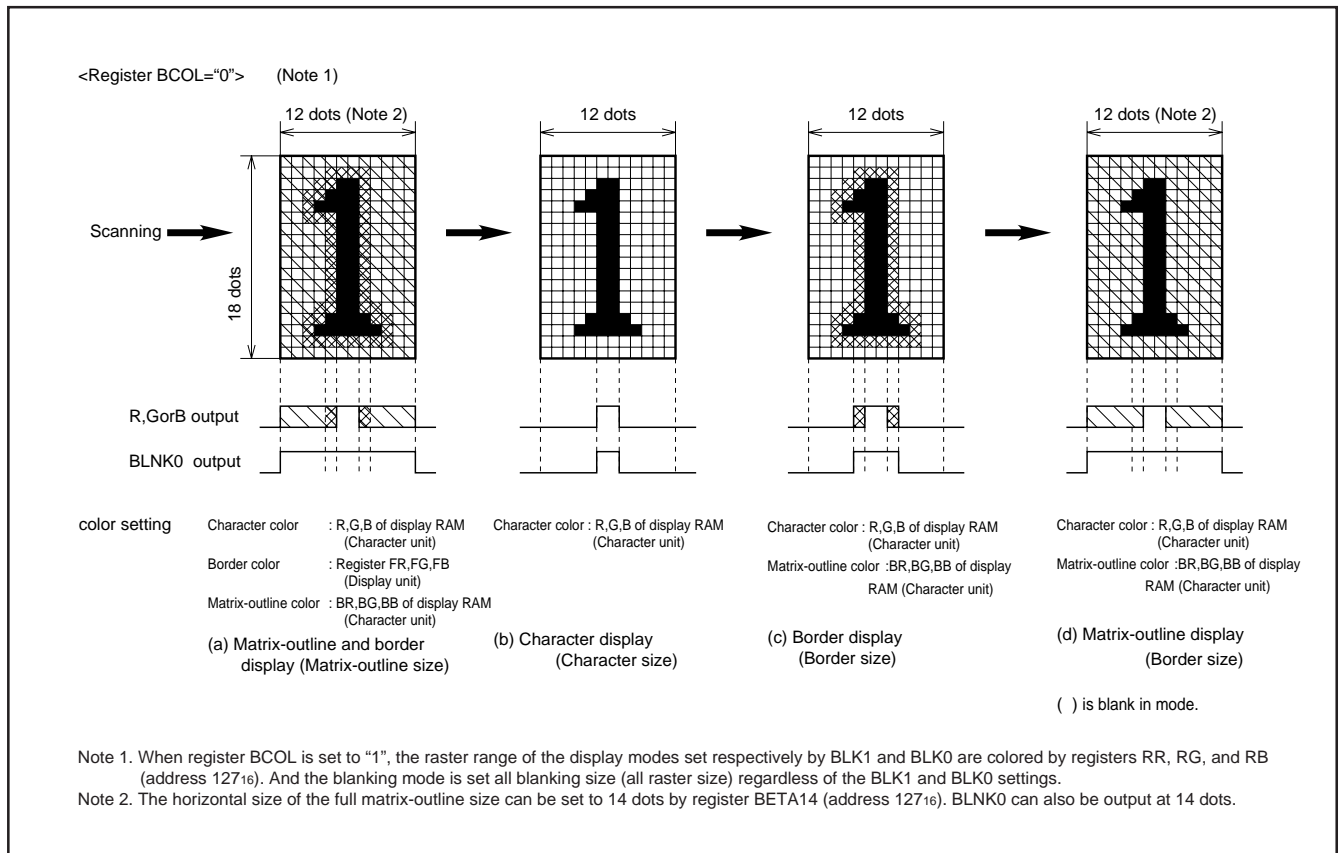 <Register BCOL=“0”> (Note 1)
12 dots (Note 2) 12 dots 12 dots 12 dots (Note 2)
Scanning
18 dots
R,GorB output
BLNK0 output
color setting
Character color : R,G,B of display RAM
(Character unit)
Border color : Register FR,FG,FB
(Display unit)
Matrix-outline color : BR,BG,BB of display RAM
(Character unit)
(a) Matrix-outline and border
display (Matrix-outline size)
Character color : R,G,B of display RAM
(Character unit)
(b) Character display
(Character size)
Character color : R,G,B of display RAM
(Character unit)
Matrix-outline color :BR,BG,BB of display
RAM (Character unit)
(c) Border display
(Border size)
Character color : R,G,B of display RAM
(Character unit)
Matrix-outline color :BR,BG,BB of display
RAM (Character unit)
(d) Matrix-outline display
(Border size)
( ) is blank in mode.
Note 1. When register BCOL is set to “1”, the raster range of the display modes set respectively by BLK1 and BLK0 are colored by registers RR, RG, and RB
(address 12716). And the blanking mode is set all blanking size (all raster size) regardless of the BLK1 and BLK0 settings.
Note 2. The horizontal size of the full matrix-outline size can be set to 14 dots by register BETA14 (address 12716). BLNK0 can also be output at 14 dots.